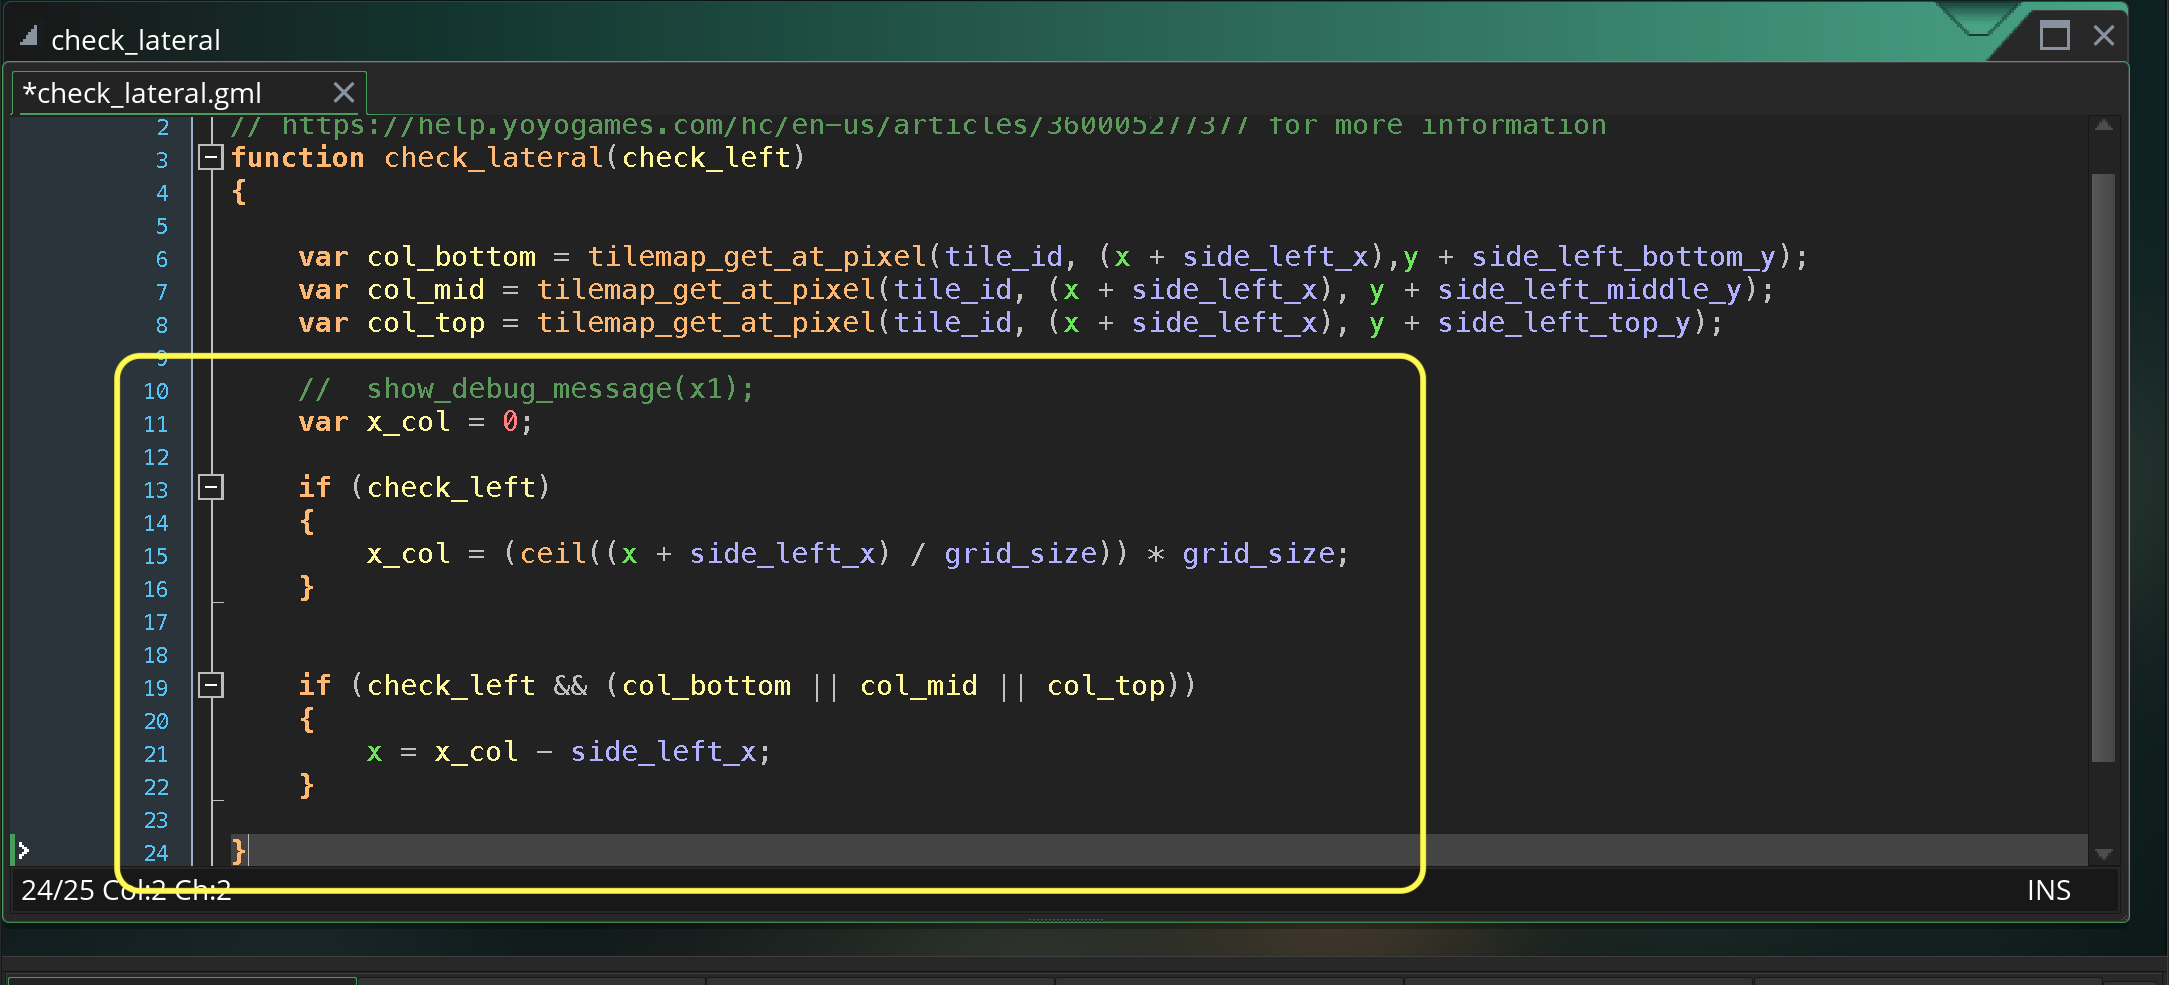 check_lateral
*check_lateral.gml
2 // https://help.yoyogames.com/hc/en-us/articles/360005277377 for more information
3 function check_lateral(check_left)
4 {
5
6 var col_bottom = tilemap_get_at_pixel(tile_id, (x + side_left_x),y + side_left_bottom_y);
7 var col_mid = tilemap_get_at_pixel(tile_id, (x + side_left_x), y + side_left_middle_y);
8 var col_top = tilemap_get_at_pixel(tile_id, (x + side_left_x), y + side_left_top_y);
9
10 //  show_debug_message(x1);
11 var x_col = 0;
12
13 if (check_left)
14 {
15 x_col = (ceil((x + side_left_x) / grid_size)) * grid_size;
16 }
17
18
19 if (check_left && (col_bottom || col_mid || col_top))
20 {
21 x = x_col - side_left_x;
22 }
23
24 }
24/25 Col:2 Ch:2 INS